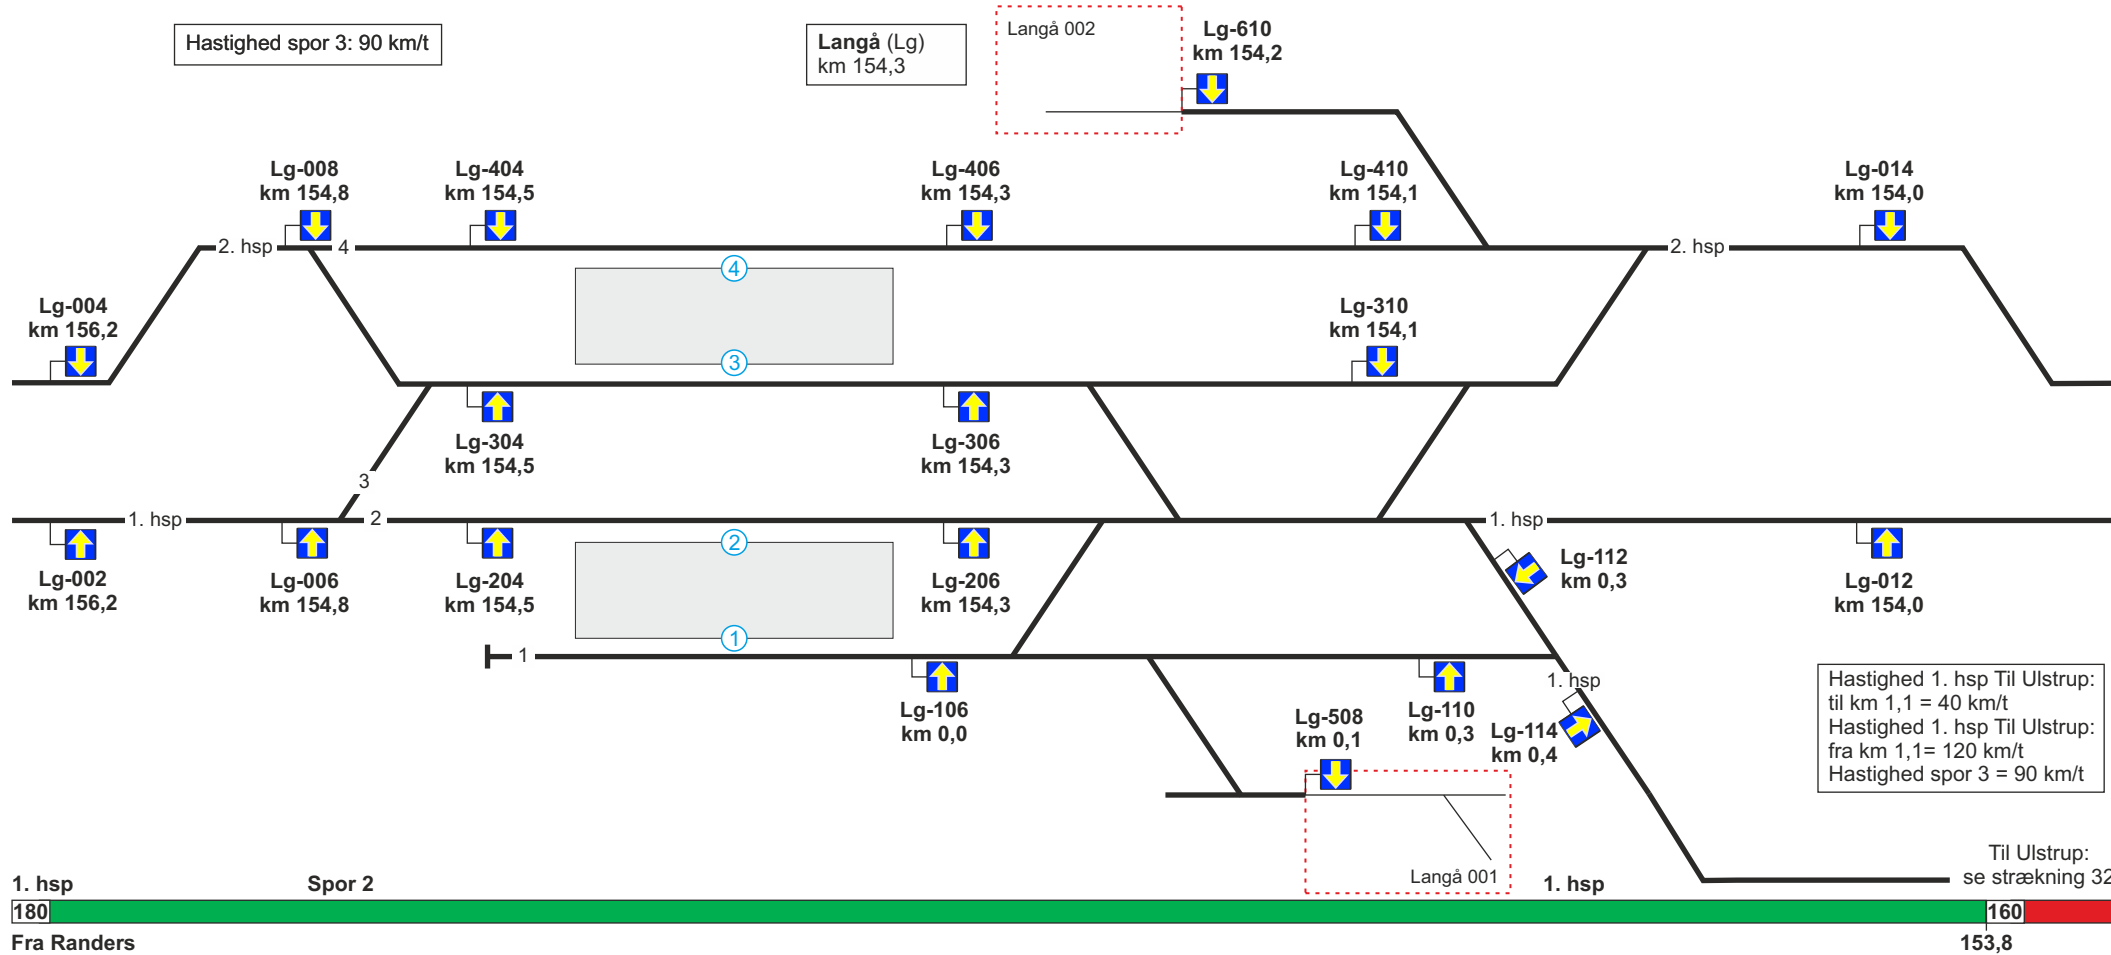 Hastighed spor 3: 90 km/t
Langå (Lg)
km 154,3
Langå 002
Lg-610
km 154,2
Lg-008
km 154,8
Lg-404
km 154,5
Lg-406
km 154,3
Lg-410
km 154,1
Lg-014
km 154,0
2. hsp
4
2. hsp
4
Lg-004
km 156,2
Lg-310
km 154,1
3
Lg-304
km 154,5
Lg-306
km 154,3
3
1. hsp
2
1. hsp
2
Lg-002
km 156,2
Lg-006
km 154,8
Lg-204
km 154,5
Lg-206
km 154,3
Lg-112
km 0,3
Lg-012
km 154,0
1
1
1. hsp
Lg-106
km 0,0
Lg-508
km 0,1
Lg-110
km 0,3
Lg-114
km 0,4
Hastighed 1. hsp Til Ulstrup:
til km 1,1 = 40 km/t
Hastighed 1. hsp Til Ulstrup:
fra km 1,1= 120 km/t
Hastighed spor 3 = 90 km/t
Langå 001
Til Ulstrup:
se strækning 32
1. hsp
Spor 2
1. hsp
180
160
Fra Randers
153,8